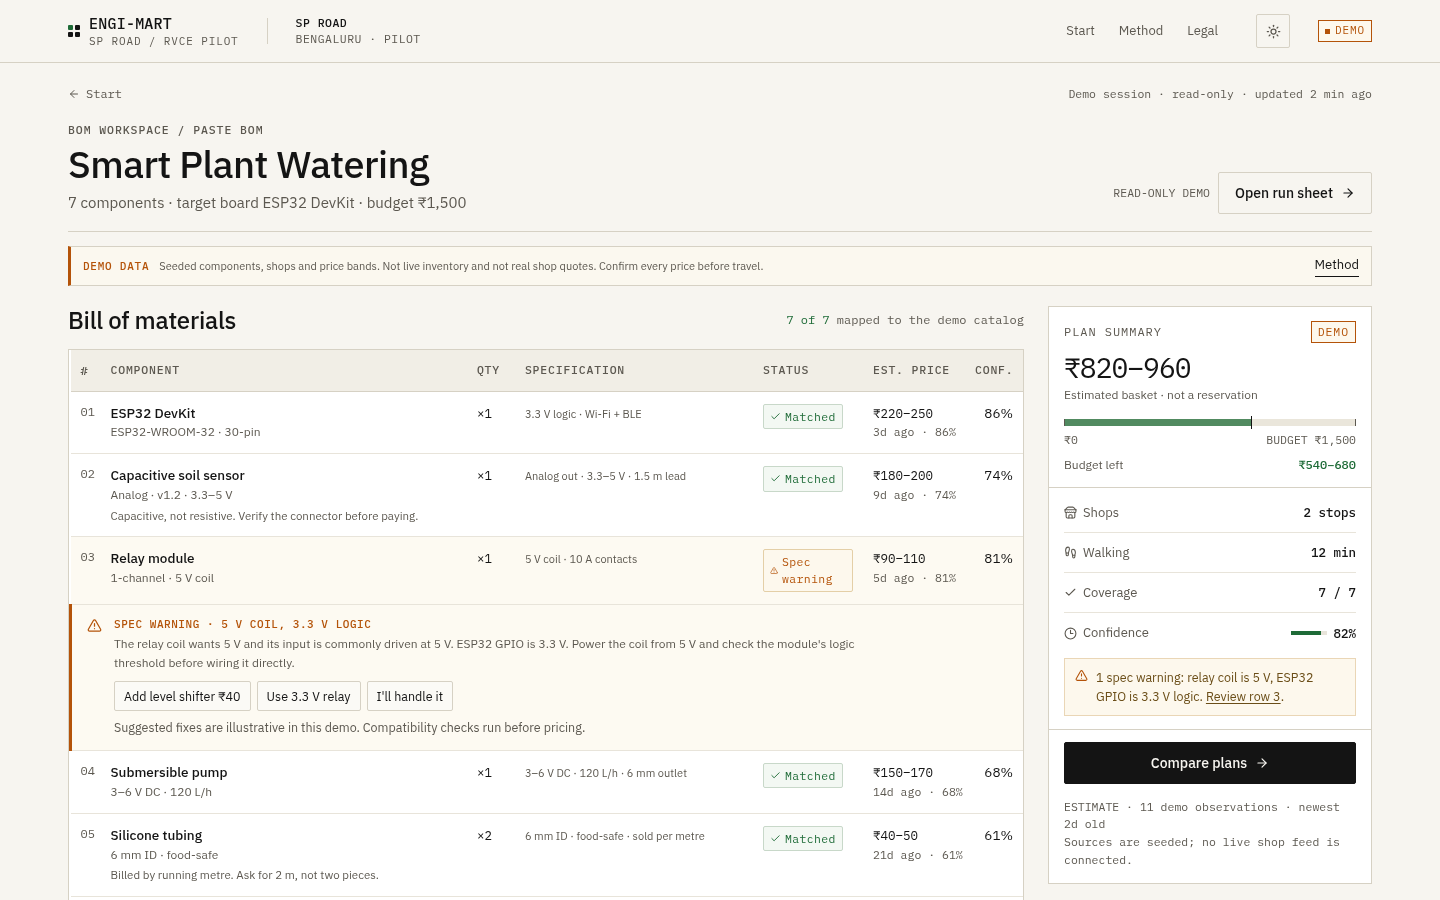 ENGI-MART
SP ROAD / RVCE PILOT
SP ROAD
BENGALURU · PILOT
Start
Method
Legal
DEMO
← Start
Demo session · read-only · updated 2 min ago
BOM WORKSPACE / PASTE BOM
Smart Plant Watering
7 components · target board ESP32 DevKit · budget ₹1,500
READ-ONLY DEMO
Open run sheet →
DEMO DATA Seeded components, shops and price bands. Not live inventory and not real shop quotes. Confirm every price before travel.
Method
Bill of materials
7 of 7 mapped to the demo catalog
# COMPONENT QTY SPECIFICATION STATUS EST. PRICE CONF.
01 ESP32 DevKit ×1 3.3 V logic · Wi-Fi + BLE Matched ₹220–250 86%
ESP32-WROOM-32 · 30-pin 3d ago · 86%
02 Capacitive soil sensor ×1 Analog out · 3.3–5 V · 1.5 m lead Matched ₹180–200 74%
Analog · v1.2 · 3.3–5 V 9d ago · 74%
Capacitive, not resistive. Verify the connector before paying.
03 Relay module ×1 5 V coil · 10 A contacts Spec warning ₹90–110 81%
1-channel · 5 V coil 5d ago · 81%
SPEC WARNING · 5 V COIL, 3.3 V LOGIC
The relay coil wants 5 V and its input is commonly driven at 5 V. ESP32 GPIO is 3.3 V. Power the coil from 5 V and check the module's logic
threshold before wiring it directly.
Add level shifter ₹40
Use 3.3 V relay
I'll handle it
Suggested fixes are illustrative in this demo. Compatibility checks run before pricing.
04 Submersible pump ×1 3–6 V DC · 120 L/h · 6 mm outlet Matched ₹150–170 68%
3–6 V DC · 120 L/h 14d ago · 68%
05 Silicone tubing ×2 6 mm ID · food-safe · sold per metre Matched ₹40–50 61%
6 mm ID · food-safe 21d ago · 61%
Billed by running metre. Ask for 2 m, not two pieces.
PLAN SUMMARY
DEMO
₹820–960
Estimated basket · not a reservation
₹0 BUDGET ₹1,500
Budget left ₹540–680
Shops 2 stops
Walking 12 min
Coverage 7 / 7
Confidence 82%
1 spec warning: relay coil is 5 V, ESP32
GPIO is 3.3 V logic. Review row 3.
Compare plans →
ESTIMATE · 11 demo observations · newest
2d old
Sources are seeded; no live shop feed is
connected.